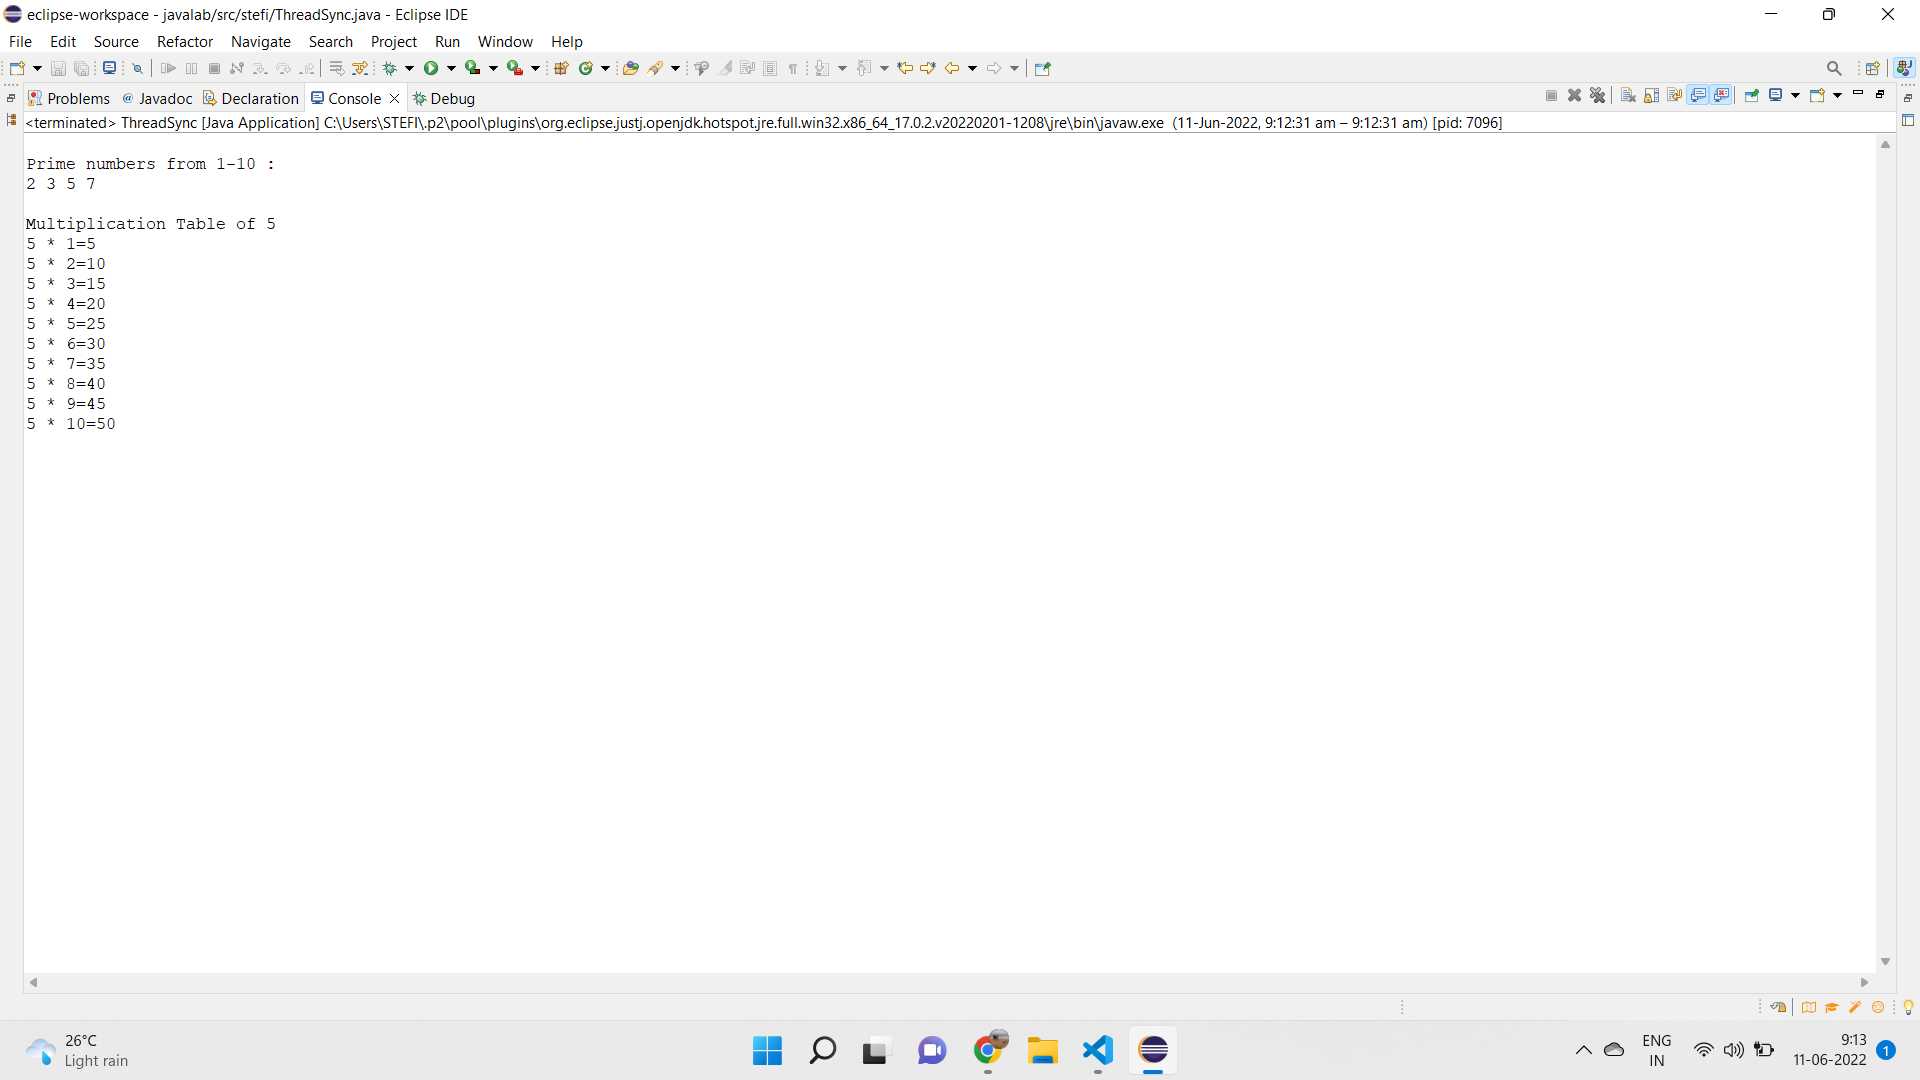 eclipse-workspace - javalab/src/stefi/ThreadSync.java - Eclipse IDE
File Edit Source Refactor Navigate Search Project Run Window Help
Problems @ Javadoc Declaration Console Debug
<terminated> ThreadSync [Java Application] C:\Users\STEFI\.p2\pool\plugins\org.eclipse.justj.openjdk.hotspot.jre.full.win32.x86_64_17.0.2.v20220201-1208\jre\bin\javaw.exe (11-Jun-2022, 9:12:31 am – 9:12:31 am) [pid: 7096]
Prime numbers from 1-10 :
2 3 5 7
Multiplication Table of 5
5 * 1=5
5 * 2=10
5 * 3=15
5 * 4=20
5 * 5=25
5 * 6=30
5 * 7=35
5 * 8=40
5 * 9=45
5 * 10=50
26°C
Light rain
ENG
IN
9:13
11-06-2022
1